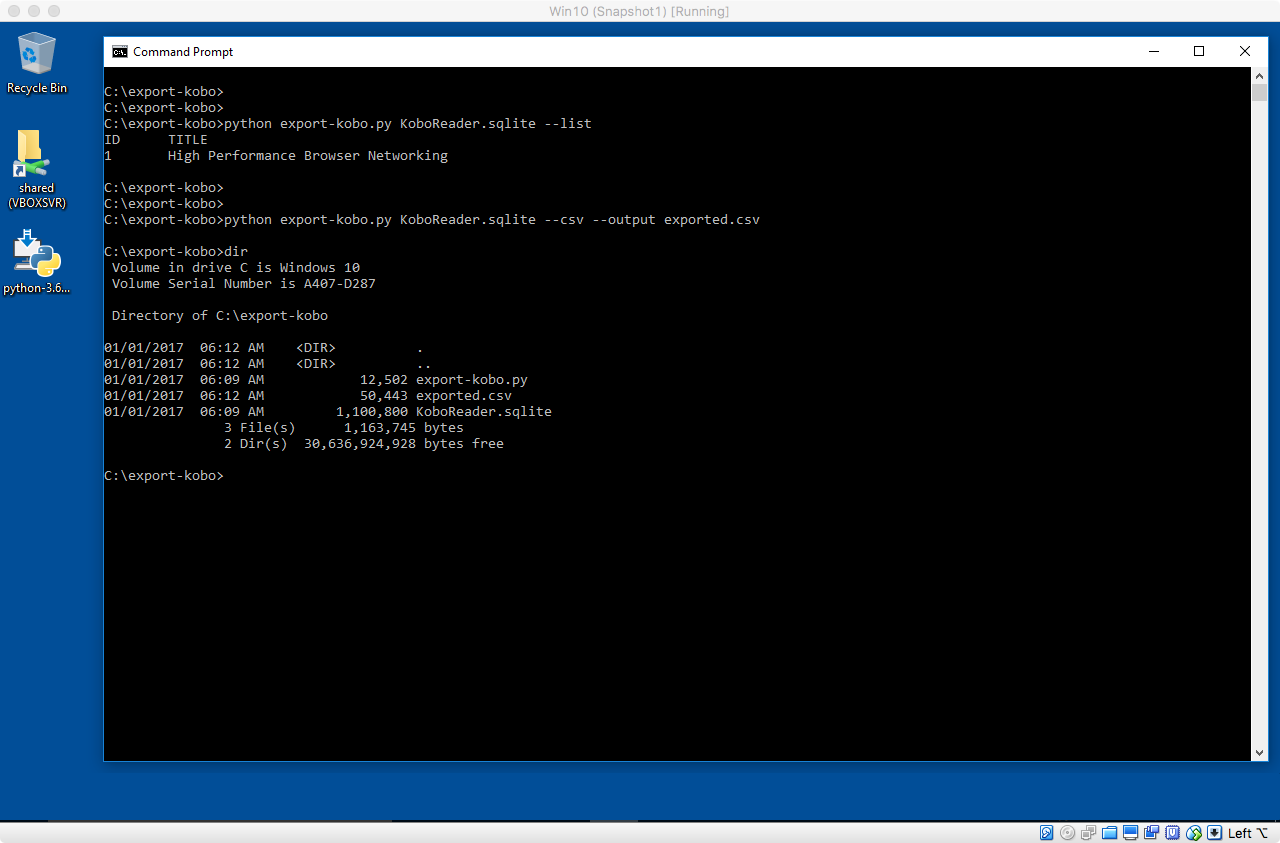 Win10 (Snapshot1) [Running]
Recycle Bin
shared
(VBOXSVR)
python-3.6...
Command Prompt
C:\export-kobo>
C:\export-kobo>
C:\export-kobo>python export-kobo.py KoboReader.sqlite --list
ID      TITLE
1       High Performance Browser Networking
C:\export-kobo>
C:\export-kobo>
C:\export-kobo>python export-kobo.py KoboReader.sqlite --csv --output exported.csv
C:\export-kobo>dir
 Volume in drive C is Windows 10
 Volume Serial Number is A407-D287
 Directory of C:\export-kobo
01/01/2017  06:12 AM    <DIR>          .
01/01/2017  06:12 AM    <DIR>          ..
01/01/2017  06:09 AM            12,502 export-kobo.py
01/01/2017  06:12 AM            50,443 exported.csv
01/01/2017  06:09 AM         1,100,800 KoboReader.sqlite
               3 File(s)      1,163,745 bytes
               2 Dir(s)  30,636,924,928 bytes free
C:\export-kobo>
Left ⌥